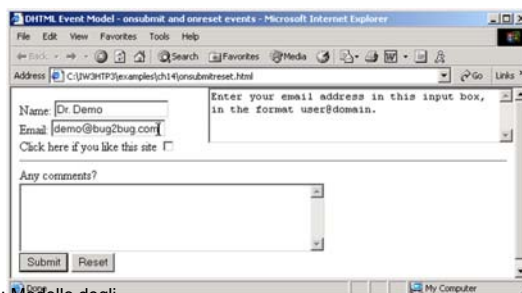 DHTML Event Model - onsubmit and onreset events - Microsoft Internet Explorer
File Edit View Favorites Tools Help
Back Search Favorites Media
Address C:\IW3HTP3\examples\ch14\onsubmitreset.html Go Links
Name: Dr. Demo
Email: demo@bug2bug.com
Click here if you like this site
Enter your email address in this input box,
in the format user@domain.
Any comments?
Submit Reset
Done My Computer
Modello degli